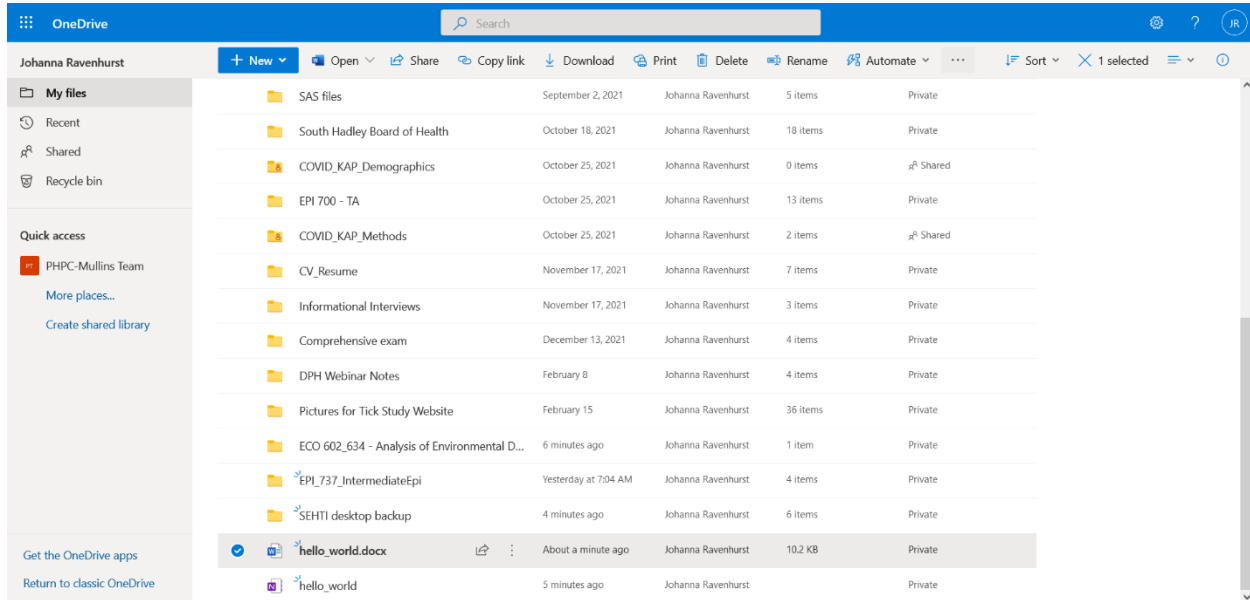 OneDrive
Search
? JR
Johanna Ravenhurst
+ New Open Share Copy link Download Print Delete Rename Automate ... Sort 1 selected
My files
Recent
Shared
Recycle bin
Quick access
PT PHPC-Mullins Team
More places...
Create shared library
Get the OneDrive apps
Return to classic OneDrive
SAS files September 2, 2021 Johanna Ravenhurst 5 items Private
South Hadley Board of Health October 18, 2021 Johanna Ravenhurst 18 items Private
COVID_KAP_Demographics October 25, 2021 Johanna Ravenhurst 0 items Shared
EPI 700 - TA October 25, 2021 Johanna Ravenhurst 13 items Private
COVID_KAP_Methods October 25, 2021 Johanna Ravenhurst 2 items Shared
CV_Resume November 17, 2021 Johanna Ravenhurst 7 items Private
Informational Interviews November 17, 2021 Johanna Ravenhurst 3 items Private
Comprehensive exam December 13, 2021 Johanna Ravenhurst 4 items Private
DPH Webinar Notes February 8 Johanna Ravenhurst 4 items Private
Pictures for Tick Study Website February 15 Johanna Ravenhurst 36 items Private
ECO 602_634 - Analysis of Environmental D... 6 minutes ago Johanna Ravenhurst 1 item Private
EPI_737_IntermediateEpi Yesterday at 7:04 AM Johanna Ravenhurst 4 items Private
SEHTI desktop backup 4 minutes ago Johanna Ravenhurst 6 items Private
hello_world.docx About a minute ago Johanna Ravenhurst 10.2 KB Private
hello_world 5 minutes ago Johanna Ravenhurst Private